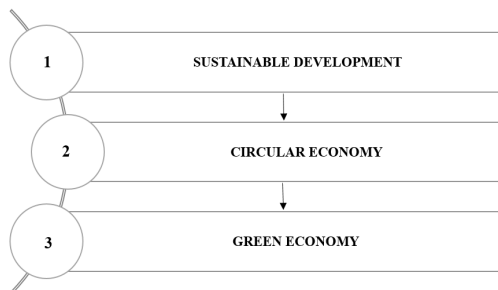 1 SUSTAINABLE DEVELOPMENT
2 CIRCULAR ECONOMY
3 GREEN ECONOMY